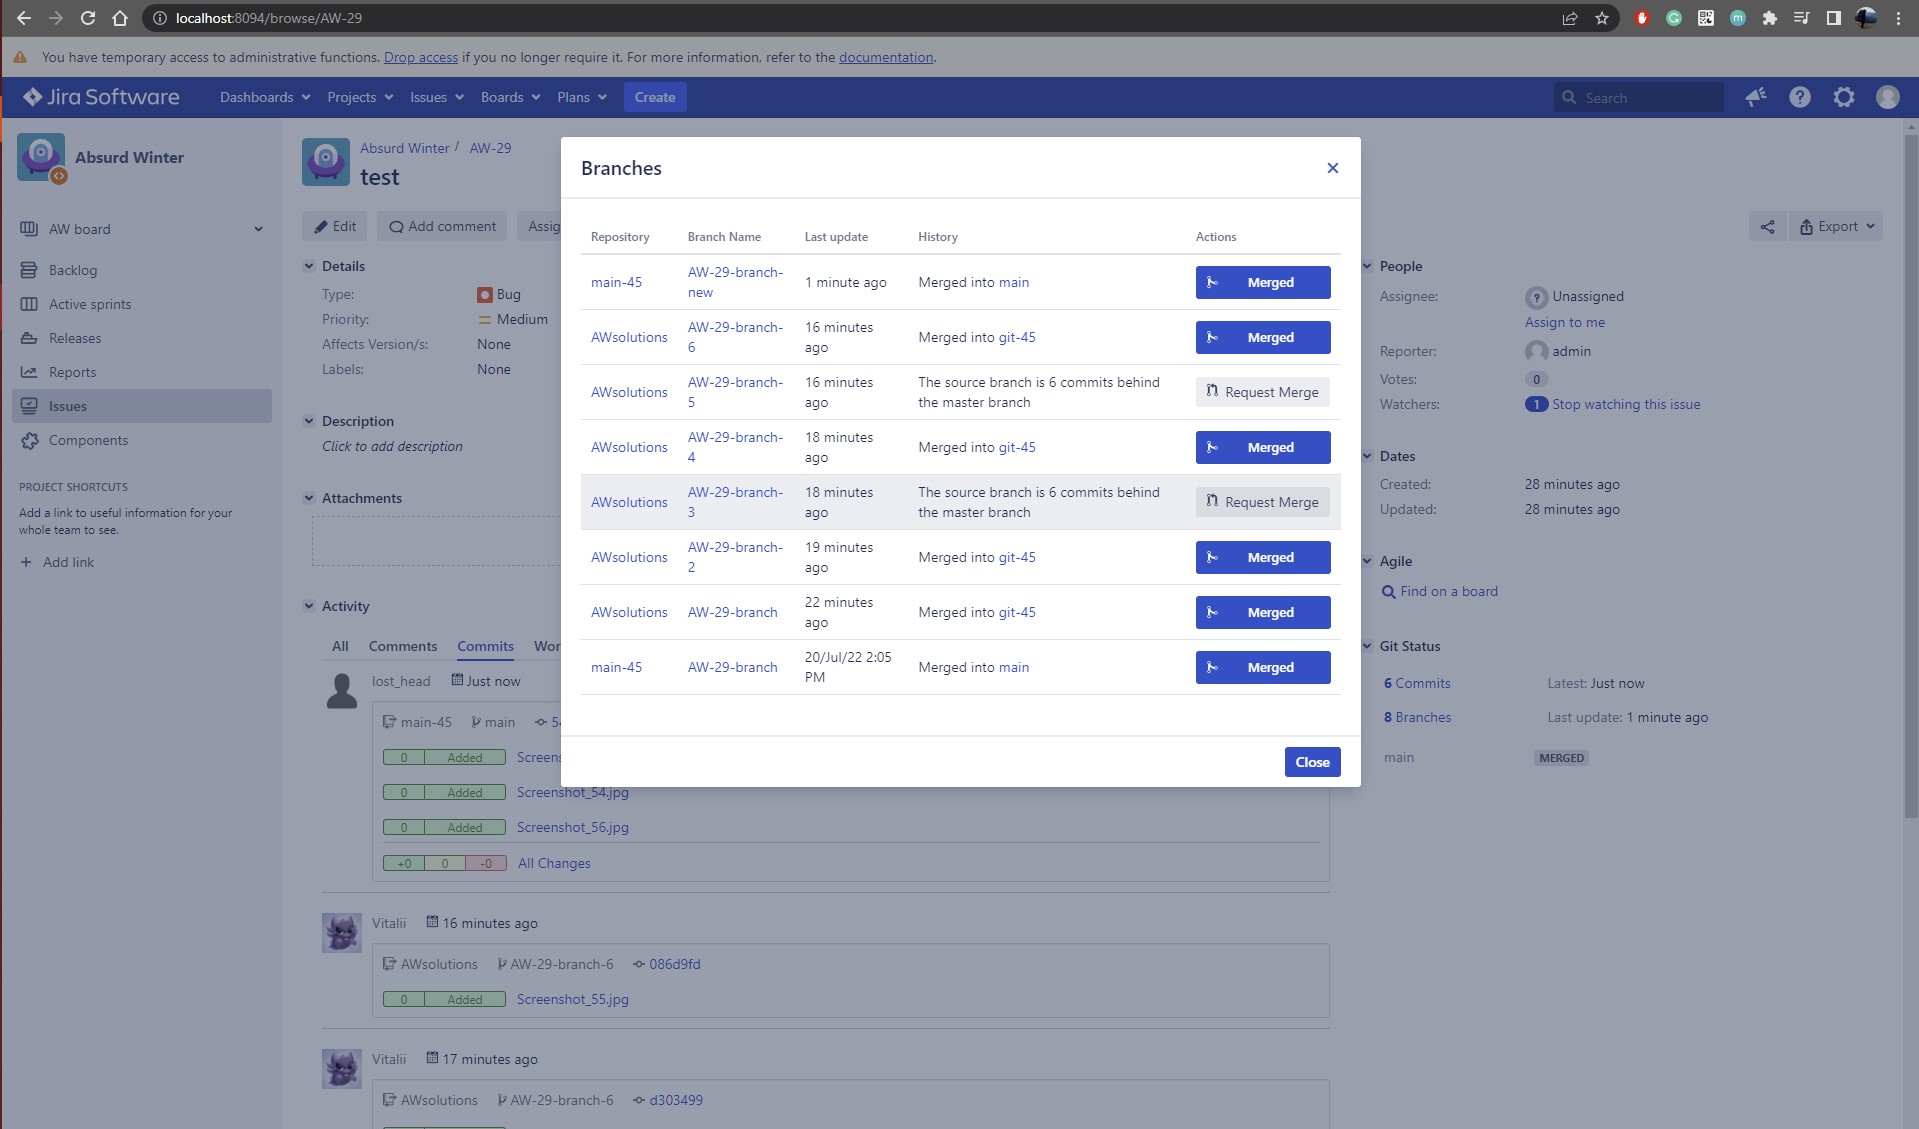 localhost:8094/browse/AW-29
You have temporary access to administrative functions. Drop access if you no longer require it. For more information, refer to the documentation.
Jira Software
Dashboards
Projects
Issues
Boards
Plans
Create
Search
Absurd Winter
AW board
Backlog
Active sprints
Releases
Reports
Issues
Components
PROJECT SHORTCUTS
Add a link to useful information for your
whole team to see.
+ Add link
Absurd Winter / AW-29
test
Edit
Add comment
Assig
Export
Details
Type: Bug
Priority: Medium
Affects Version/s: None
Labels: None
Description
Click to add description
Attachments
Activity
All Comments Commits Wor
lost_head Just now
main-45 main 54
0 Added Screens
0 Added Screenshot_54.jpg
0 Added Screenshot_56.jpg
+0 0 -0 All Changes
Vitalii 16 minutes ago
AWsolutions AW-29-branch-6 086d9fd
0 Added Screenshot_55.jpg
Vitalii 17 minutes ago
AWsolutions AW-29-branch-6 d303499
Branches
Repository Branch Name Last update History Actions
main-45 AW-29-branch-
new 1 minute ago Merged into main Merged
AWsolutions AW-29-branch-
6 16 minutes
ago Merged into git-45 Merged
AWsolutions AW-29-branch-
5 16 minutes
ago The source branch is 6 commits behind
the master branch Request Merge
AWsolutions AW-29-branch-
4 18 minutes
ago Merged into git-45 Merged
AWsolutions AW-29-branch-
3 18 minutes
ago The source branch is 6 commits behind
the master branch Request Merge
AWsolutions AW-29-branch-
2 19 minutes
ago Merged into git-45 Merged
AWsolutions AW-29-branch 22 minutes
ago Merged into git-45 Merged
main-45 AW-29-branch 20/Jul/22 2:05
PM Merged into main Merged
Close
People
Assignee: Unassigned
Assign to me
Reporter: admin
Votes: 0
Watchers: 1 Stop watching this issue
Dates
Created: 28 minutes ago
Updated: 28 minutes ago
Agile
Find on a board
Git Status
6 Commits Latest: Just now
8 Branches Last update: 1 minute ago
main MERGED